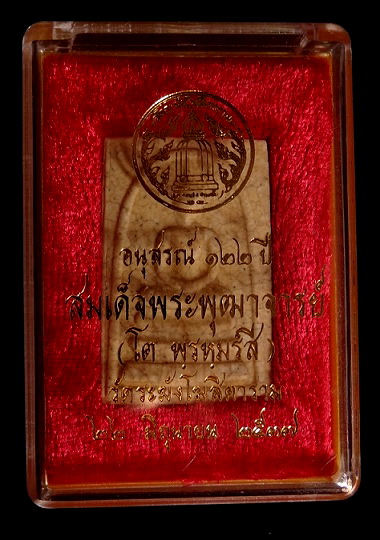 อนุสรณ์ ๑๒๒ ปี
สมเด็จพระพุฒาจารย์
(โต พฺรหฺมรํสี)
วัดระฆังโฆสิตาราม
๒๒ มิถุนายน ๒๕๓๗